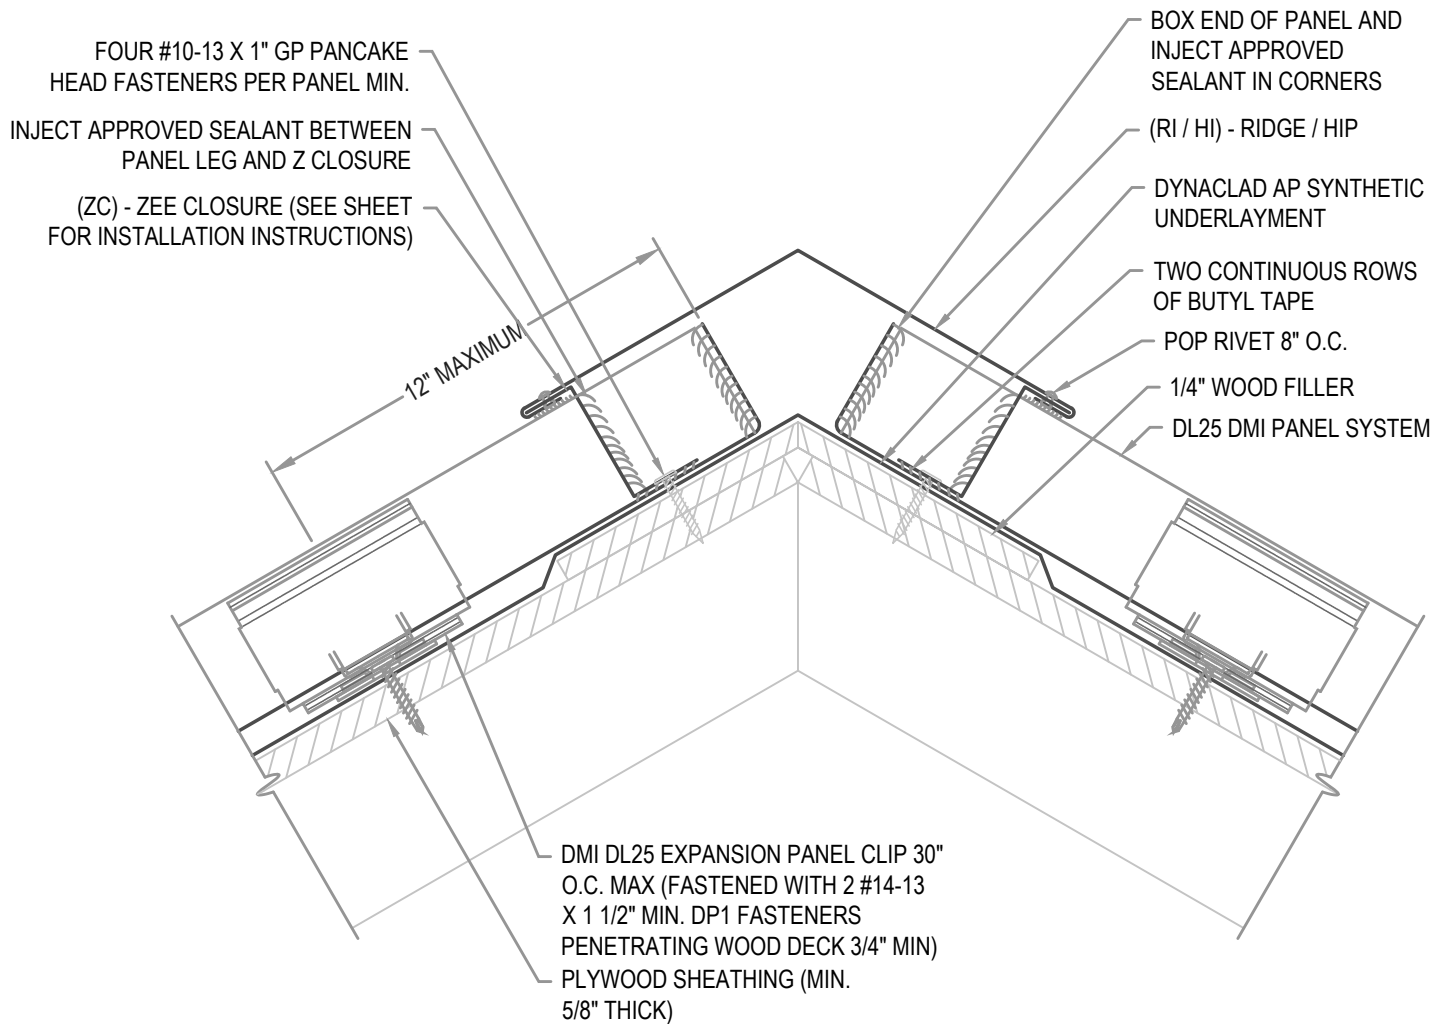 FOUR #10-13 X 1" GP PANCAKE
HEAD FASTENERS PER PANEL MIN.
INJECT APPROVED SEALANT BETWEEN
PANEL LEG AND Z CLOSURE
(ZC) - ZEE CLOSURE (SEE SHEET
FOR INSTALLATION INSTRUCTIONS)
12" MAXIMUM
BOX END OF PANEL AND
INJECT APPROVED
SEALANT IN CORNERS
(RI / HI) - RIDGE / HIP
DYNACLAD AP SYNTHETIC
UNDERLAYMENT
TWO CONTINUOUS ROWS
OF BUTYL TAPE
POP RIVET 8" O.C.
1/4" WOOD FILLER
DL25 DMI PANEL SYSTEM
DMI DL25 EXPANSION PANEL CLIP 30"
O.C. MAX (FASTENED WITH 2 #14-13
X 1 1/2" MIN. DP1 FASTENERS
PENETRATING WOOD DECK 3/4" MIN)
PLYWOOD SHEATHING (MIN.
5/8" THICK)